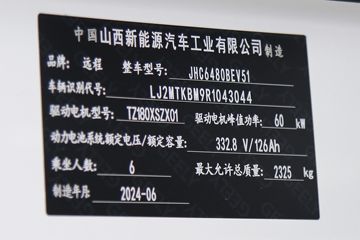 中国山西新能源汽车工业有限公司制造
品牌：远程 整车型号：JHC6480BEV51
车辆识别代号：LJ2MTKBM9R1043044
驱动电机型号：TZ180XSZX01 驱动电机峰值功率：60 kW
动力电池系统额定电压/额定容量：332.8 V/126Ah
乘坐人数：6 最大允许总质量：2325 kg
制造年月：2024-06